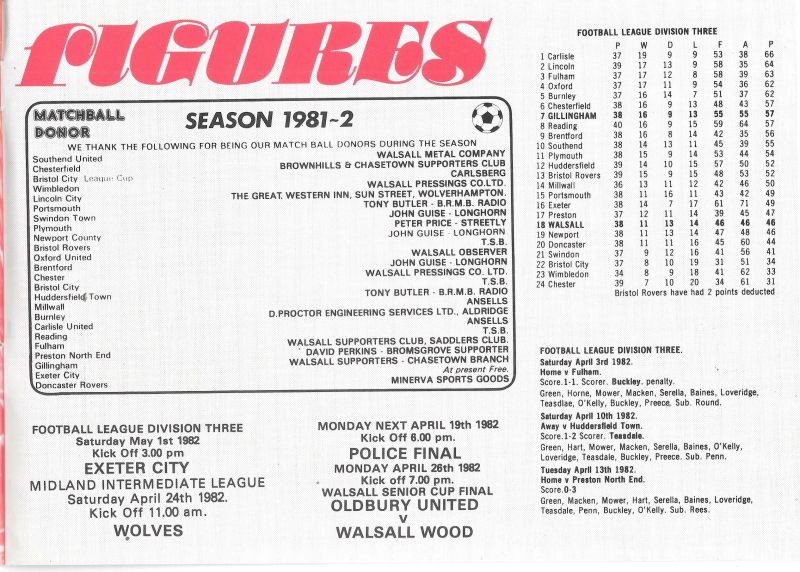 FIGURES
MATCHBALL DONOR
SEASON 1981~2
WE THANK THE FOLLOWING FOR BEING OUR MATCH BALL DONORS DURING THE SEASON
Southend United WALSALL METAL COMPANY
Chesterfield BROWNHILLS & CHASETOWN SUPPORTERS CLUB
Bristol City League Cup CARLSBERG
Wimbledon WALSALL PRESSINGS CO.LTD.
Lincoln City THE GREAT WESTERN INN, SUN STREET, WOLVERHAMPTON.
Portsmouth TONY BUTLER - B.R.M.B. RADIO
Swindon Town JOHN GUISE - LONGHORN
Plymouth PETER PRICE - STREETLY
Newport County JOHN GUISE - LONGHORN
Bristol Rovers T.S.B.
Oxford United WALSALL OBSERVER
Brentford JOHN GUISE - LONGHORN
Chester WALSALL PRESSINGS CO. LTD.
Bristol City T.S.B.
Huddersfield Town TONY BUTLER - B.R.M.B. RADIO
Millwall ANSELLS
Burnley D.PROCTOR ENGINEERING SERVICES LTD., ALDRIDGE
Carlisle United ANSELLS
Reading T.S.B.
Fulham WALSALL SUPPORTERS CLUB, SADDLERS CLUB.
Preston North End DAVID PERKINS - BROMSGROVE SUPPORTER
Gillingham WALSALL SUPPORTERS - CHASETOWN BRANCH
Exeter City At present Free.
Doncaster Rovers MINERVA SPORTS GOODS
FOOTBALL LEAGUE DIVISION THREE
Saturday May 1st 1982
Kick Off 3.00 pm
EXETER CITY
MIDLAND INTERMEDIATE LEAGUE
Saturday April 24th 1982.
Kick Off 11.00 am.
WOLVES
MONDAY NEXT APRIL 19th 1982
Kick Off 6.00 pm.
POLICE FINAL
MONDAY APRIL 26th 1982
Kick off 7.00 pm.
WALSALL SENIOR CUP FINAL
OLDBURY UNITED
V
WALSALL WOOD
FOOTBALL LEAGUE DIVISION THREE
P W D L F A P
1 Carlisle 37 19 9 9 53 38 66
2 Lincoln 39 17 13 9 58 35 64
3 Fulham 37 17 12 8 58 39 63
4 Oxford 37 17 11 9 54 36 62
5 Burnley 37 16 14 7 51 37 62
6 Chesterfield 38 16 9 13 48 43 57
7 GILLINGHAM 38 16 9 13 55 55 57
8 Reading 40 16 9 15 59 64 57
9 Brentford 38 16 8 14 42 35 56
10 Southend 38 14 13 11 45 39 55
11 Plymouth 38 15 9 14 53 44 54
12 Huddersfield 39 14 10 15 57 50 52
13 Bristol Rovers 39 15 9 15 48 53 52
14 Millwall 36 13 11 12 42 46 50
15 Portsmouth 38 11 16 11 43 42 49
16 Exeter 38 14 7 17 61 71 49
17 Preston 37 12 11 14 39 45 47
18 WALSALL 38 11 13 14 46 46 46
19 Newport 38 11 13 14 47 48 46
20 Doncaster 38 11 11 16 45 60 44
21 Swindon 37 9 12 16 41 56 41
22 Bristol City 37 8 10 19 31 51 34
23 Wimbledon 34 8 9 18 41 62 33
24 Chester 39 7 10 20 34 61 31
Bristol Rovers have had 2 points deducted
FOOTBALL LEAGUE DIVISION THREE.
Saturday April 3rd 1982.
Home v Fulham.
Score.1-1. Scorer. Buckley. penalty.
Green, Horne, Mower, Macken, Serella, Baines, Loveridge,
Teasdlae, O'Kelly, Buckley, Preece. Sub. Round.
Saturday April 10th 1982.
Away v Huddersfield Town.
Score.1-2 Scorer. Teasdale.
Green, Hart, Mower, Macken, Serella, Baines, O'Kelly,
Loveridge, Teasdale, Buckley, Preece. Sub. Penn.
Tuesday April 13th 1982.
Home v Preston North End.
Score.0-3
Green, Macken, Mower, Hart, Serella, Baines, Loveridge,
Teasdale, Penn, Buckley, O'Kelly. Sub. Rees.